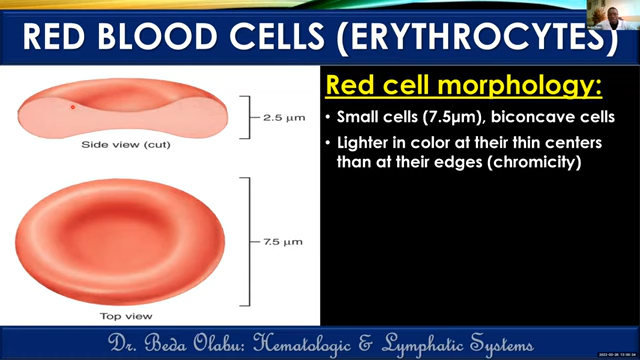 RED BLOOD CELLS (ERYTHROCYTES)
2.5 µm
Side view (cut)
7.5 µm
Top view
Red cell morphology:
• Small cells (7.5µm), biconcave cells
• Lighter in color at their thin centers
than at their edges (chromicity)
Dr. Beda Olabu: Hematologic & Lymphatic Systems